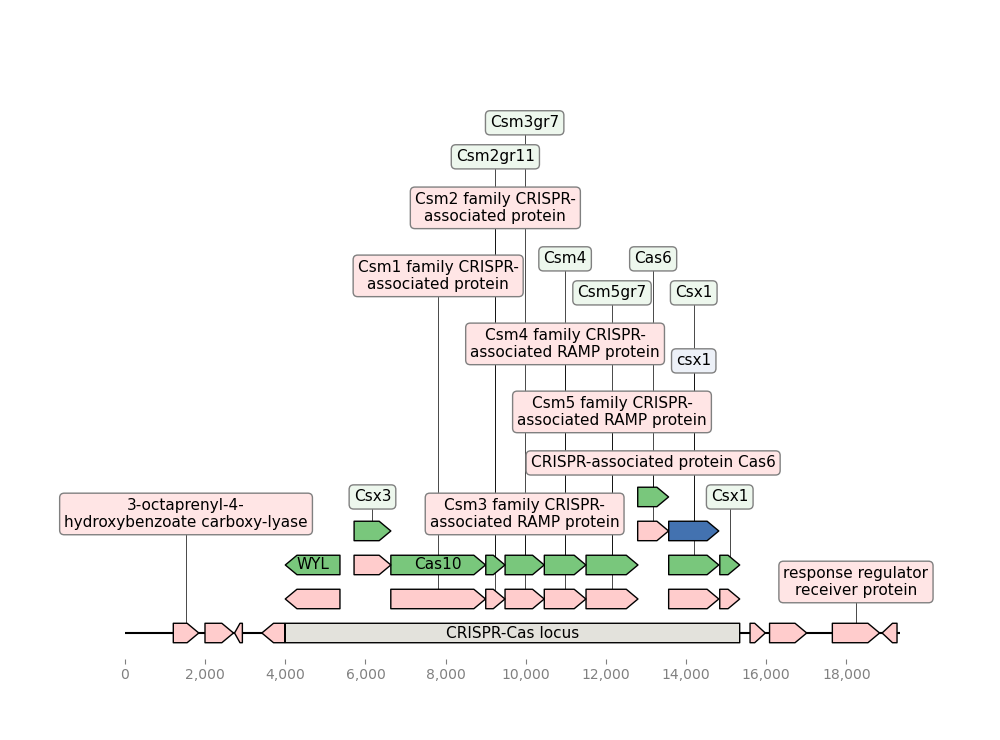 Csm3gr7
Csm2gr11
Csm2 family CRISPR-
associated protein
Csm4
Cas6
Csm1 family CRISPR-
associated protein
Csm5gr7
Csx1
Csm4 family CRISPR-
associated RAMP protein
csx1
Csm5 family CRISPR-
associated RAMP protein
CRISPR-associated protein Cas6
3-octaprenyl-4-
hydroxybenzoate carboxy-lyase
Csx3
Csm3 family CRISPR-
associated RAMP protein
Csx1
WYL
Cas10
response regulator
receiver protein
CRISPR-Cas locus
0 2,000 4,000 6,000 8,000 10,000 12,000 14,000 16,000 18,000